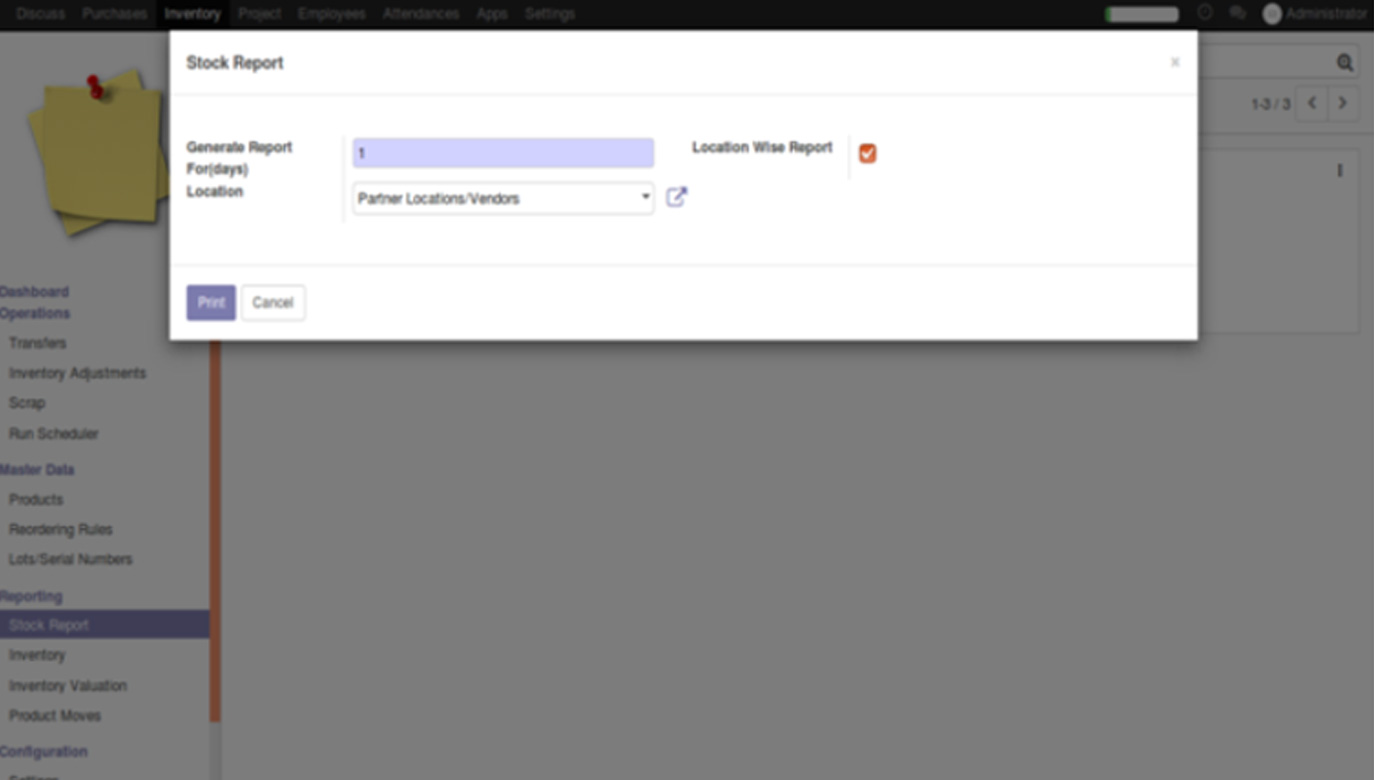 Discuss Purchases Inventory Project Employees Attendances Apps Settings Administrator
Stock Report x
1-3 / 3
Generate Report For(days)
1
Location Wise Report
Location
Partner Locations/Vendors
Print Cancel
Dashboard
Operations
Transfers
Inventory Adjustments
Scrap
Run Scheduler
Master Data
Products
Reordering Rules
Lots/Serial Numbers
Reporting
Stock Report
Inventory
Inventory Valuation
Product Moves
Configuration